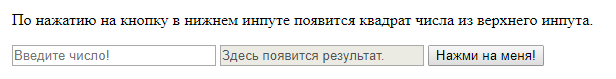 По нажатию на кнопку в нижнем инпуте появится квадрат числа из верхнего инпута.
Введите число! Здесь появится результат. Нажми на меня!